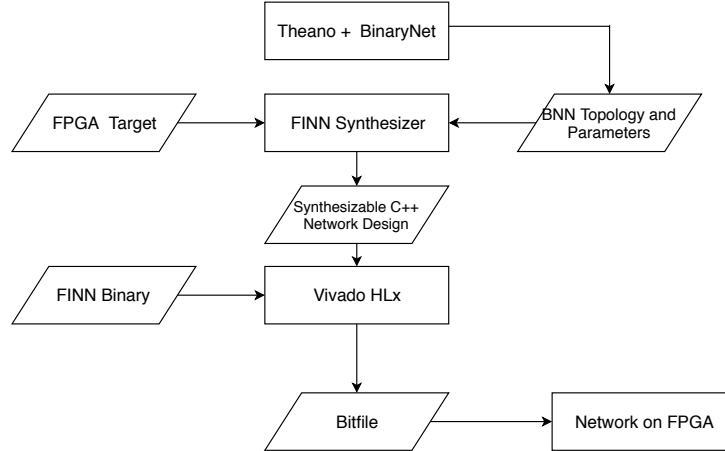 Theano + BinaryNet
FPGA Target
FINN Synthesizer
BNN Topology and
Parameters
Synthesizable C++
Network Design
FINN Binary
Vivado HLx
Bitfile
Network on FPGA